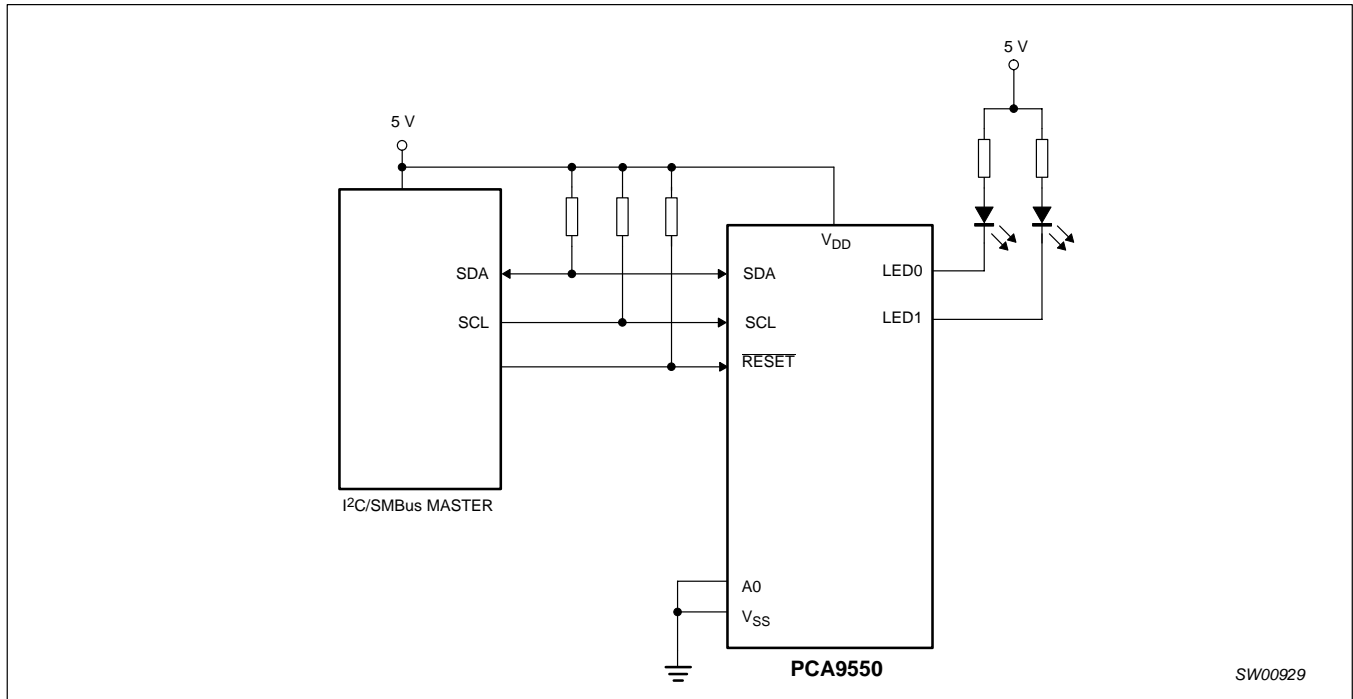 5 V
5 V
VDD
SDA
SDA
LED0
SCL
SCL
LED1
RESET
I2C/SMBus MASTER
A0
VSS
PCA9550
SW00929